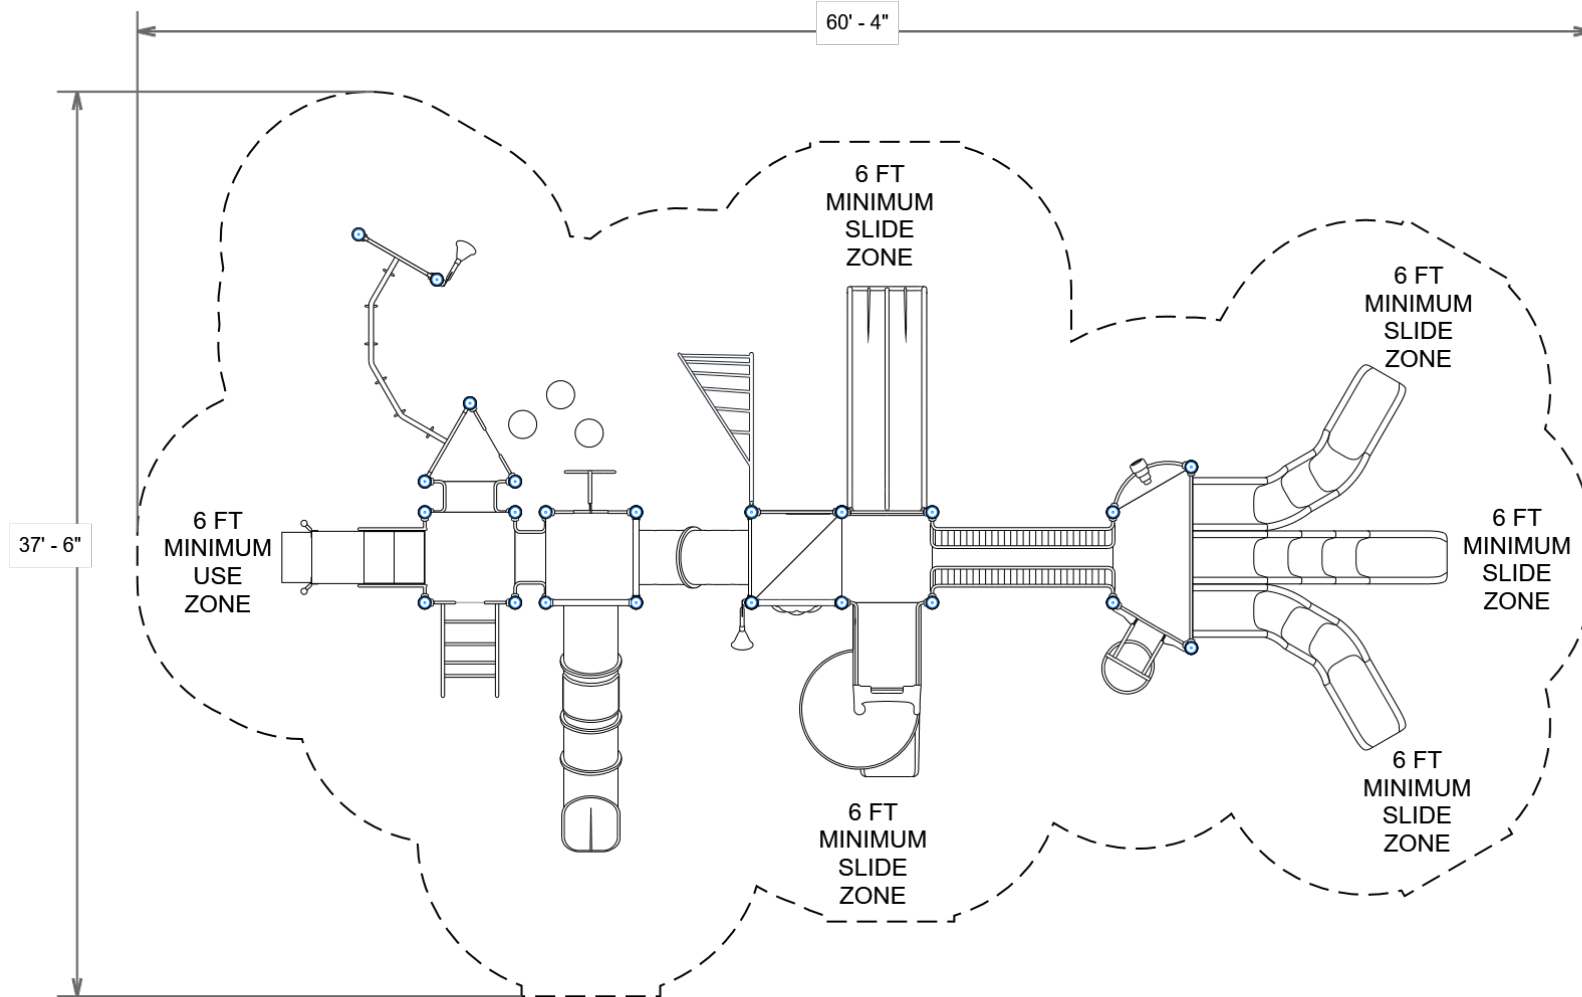 60' - 4"
6 FT
MINIMUM
SLIDE
ZONE
6 FT
MINIMUM
SLIDE
ZONE
37' - 6"
6 FT
MINIMUM
USE
ZONE
6 FT
MINIMUM
SLIDE
ZONE
6 FT
MINIMUM
SLIDE
ZONE
6 FT
MINIMUM
SLIDE
ZONE